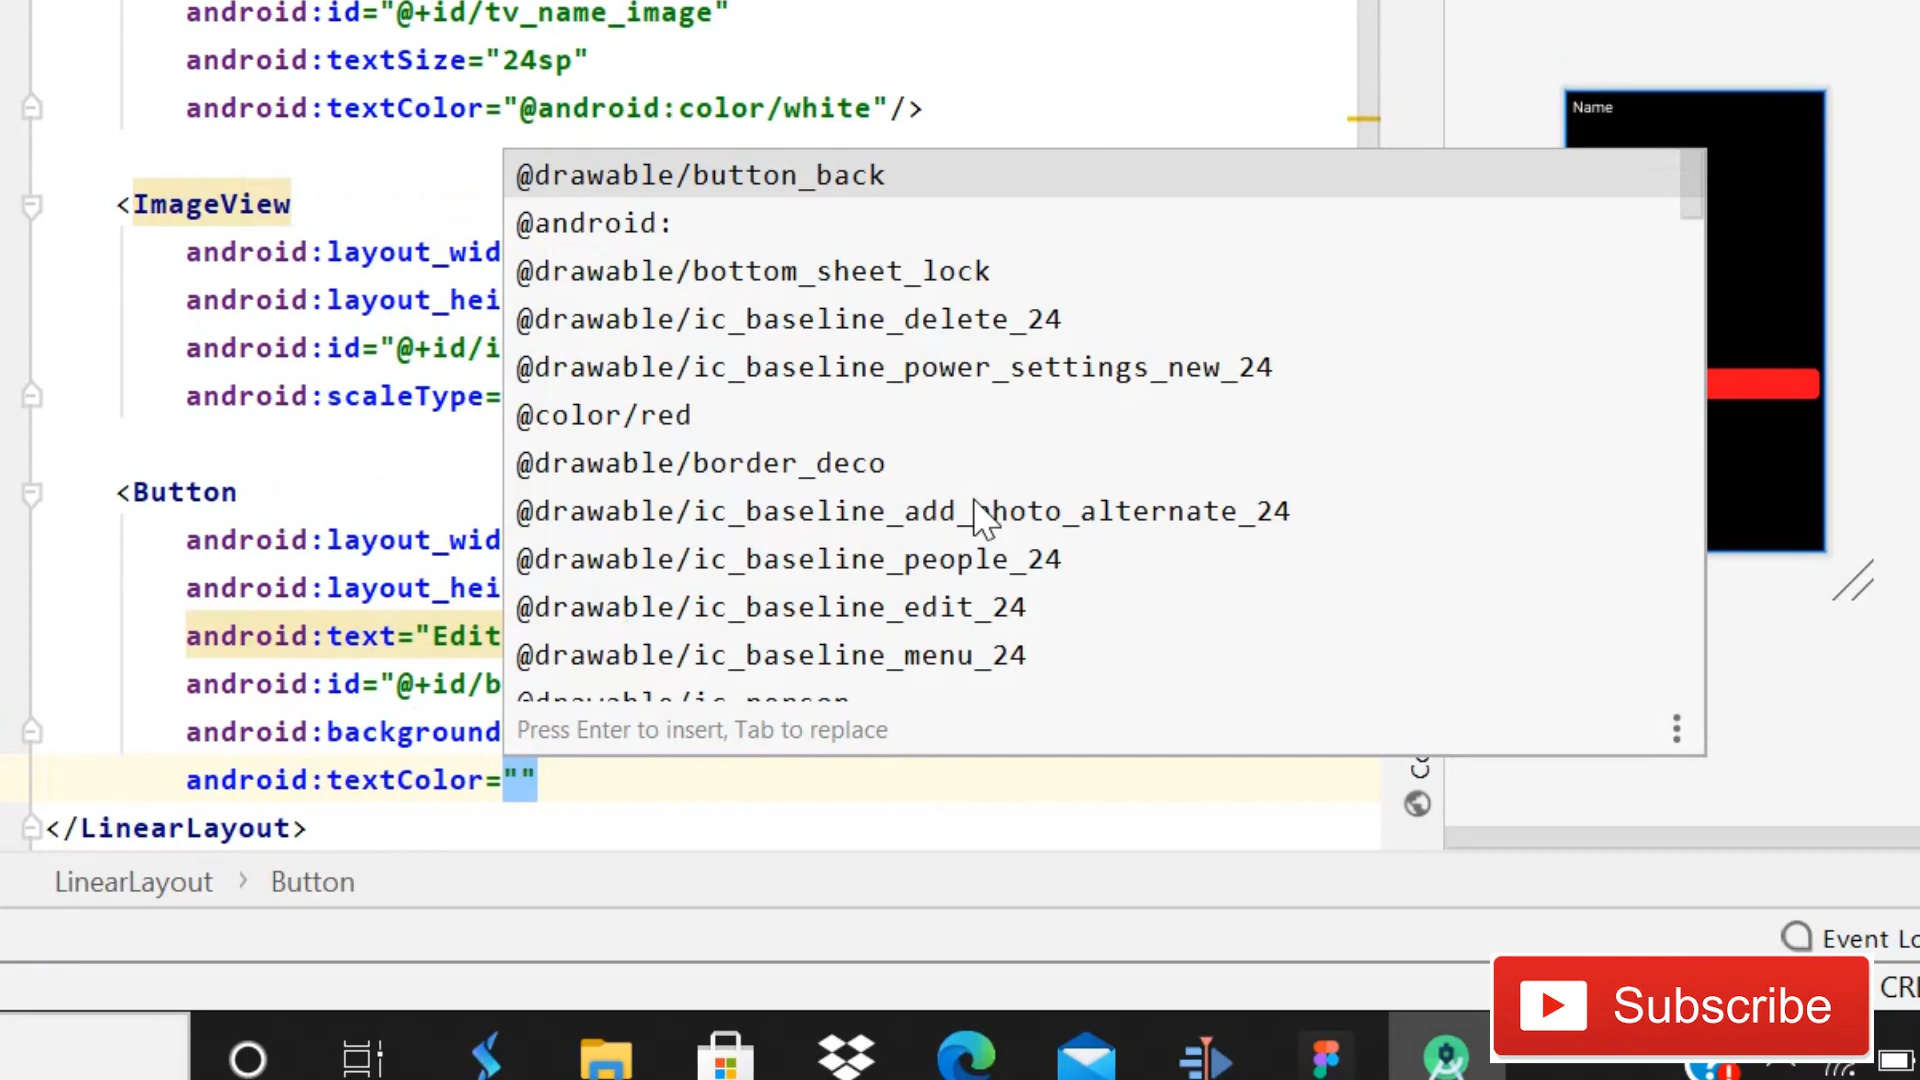 android:id="@+id/tv_name_image"
android:textSize="24sp"
android:textColor="@android:color/white"/>
Name
<ImageView
android:layout_wid
android:layout_hei
android:id="@+id/i
android:scaleType=
@drawable/button_back
@android:
@drawable/bottom_sheet_lock
@drawable/ic_baseline_delete_24
@drawable/ic_baseline_power_settings_new_24
@color/red
@drawable/border_deco
@drawable/ic_baseline_add_photo_alternate_24
@drawable/ic_baseline_people_24
@drawable/ic_baseline_edit_24
@drawable/ic_baseline_menu_24
@drawable/ic_person
Press Enter to insert, Tab to replace
<Button
android:layout_wid
android:layout_hei
android:text="Edit
android:id="@+id/b
android:background
android:textColor=""
</LinearLayout>
LinearLayout > Button
Event Lo
CRL
Subscribe